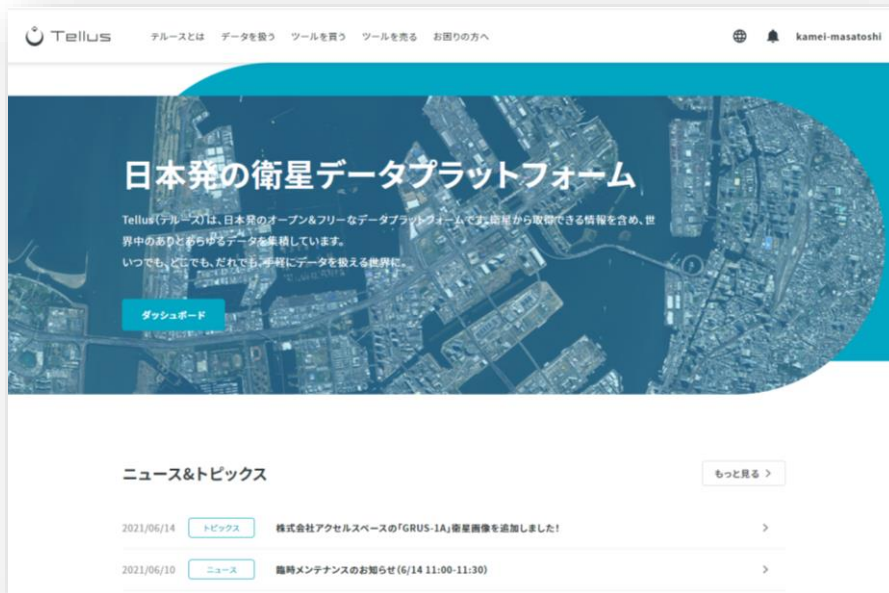 Tellus
テルースとは データを扱う ツールを買う ツールを売る お困りの方へ
kamei-masatoshi
日本発の衛星データプラットフォーム
Tellus(テルース)は、日本発のオープン&フリーなデータプラットフォームです。衛星から取得できる情報を含め、世
界中のありとあらゆるデータを集積しています。
いつでも、どこでも、だれでも、手軽にデータを扱える世界に。
ダッシュボード
ニュース&トピックス
もっと見る
2021/06/14 トピックス 株式会社アクセルスペースの「GRUS-1A」衛星画像を追加しました!
2021/06/10 ニュース 臨時メンテナンスのお知らせ(6/14 11:00-11:30)